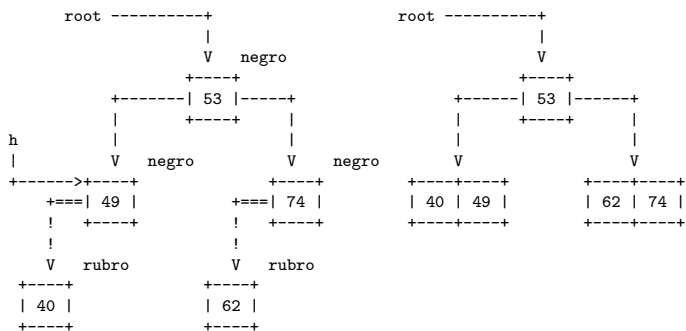 root ----------+ root ----------+
| |
V negro V
+----+ +----+
+-------| 53 |-----+ +------| 53 |------+
| +----+ | | +----+ |
h | | | |
| V negro V negro V V
+------>+----+ +----+ +----+----+ +----+----+
+===| 49 | +===| 74 | | 40 | 49 | | 62 | 74 |
! +----+ ! +----+ +----+----+ +----+----+
! !
V rubro V rubro
+----+ +----+
| 40 | | 62 |
+----+ +----+